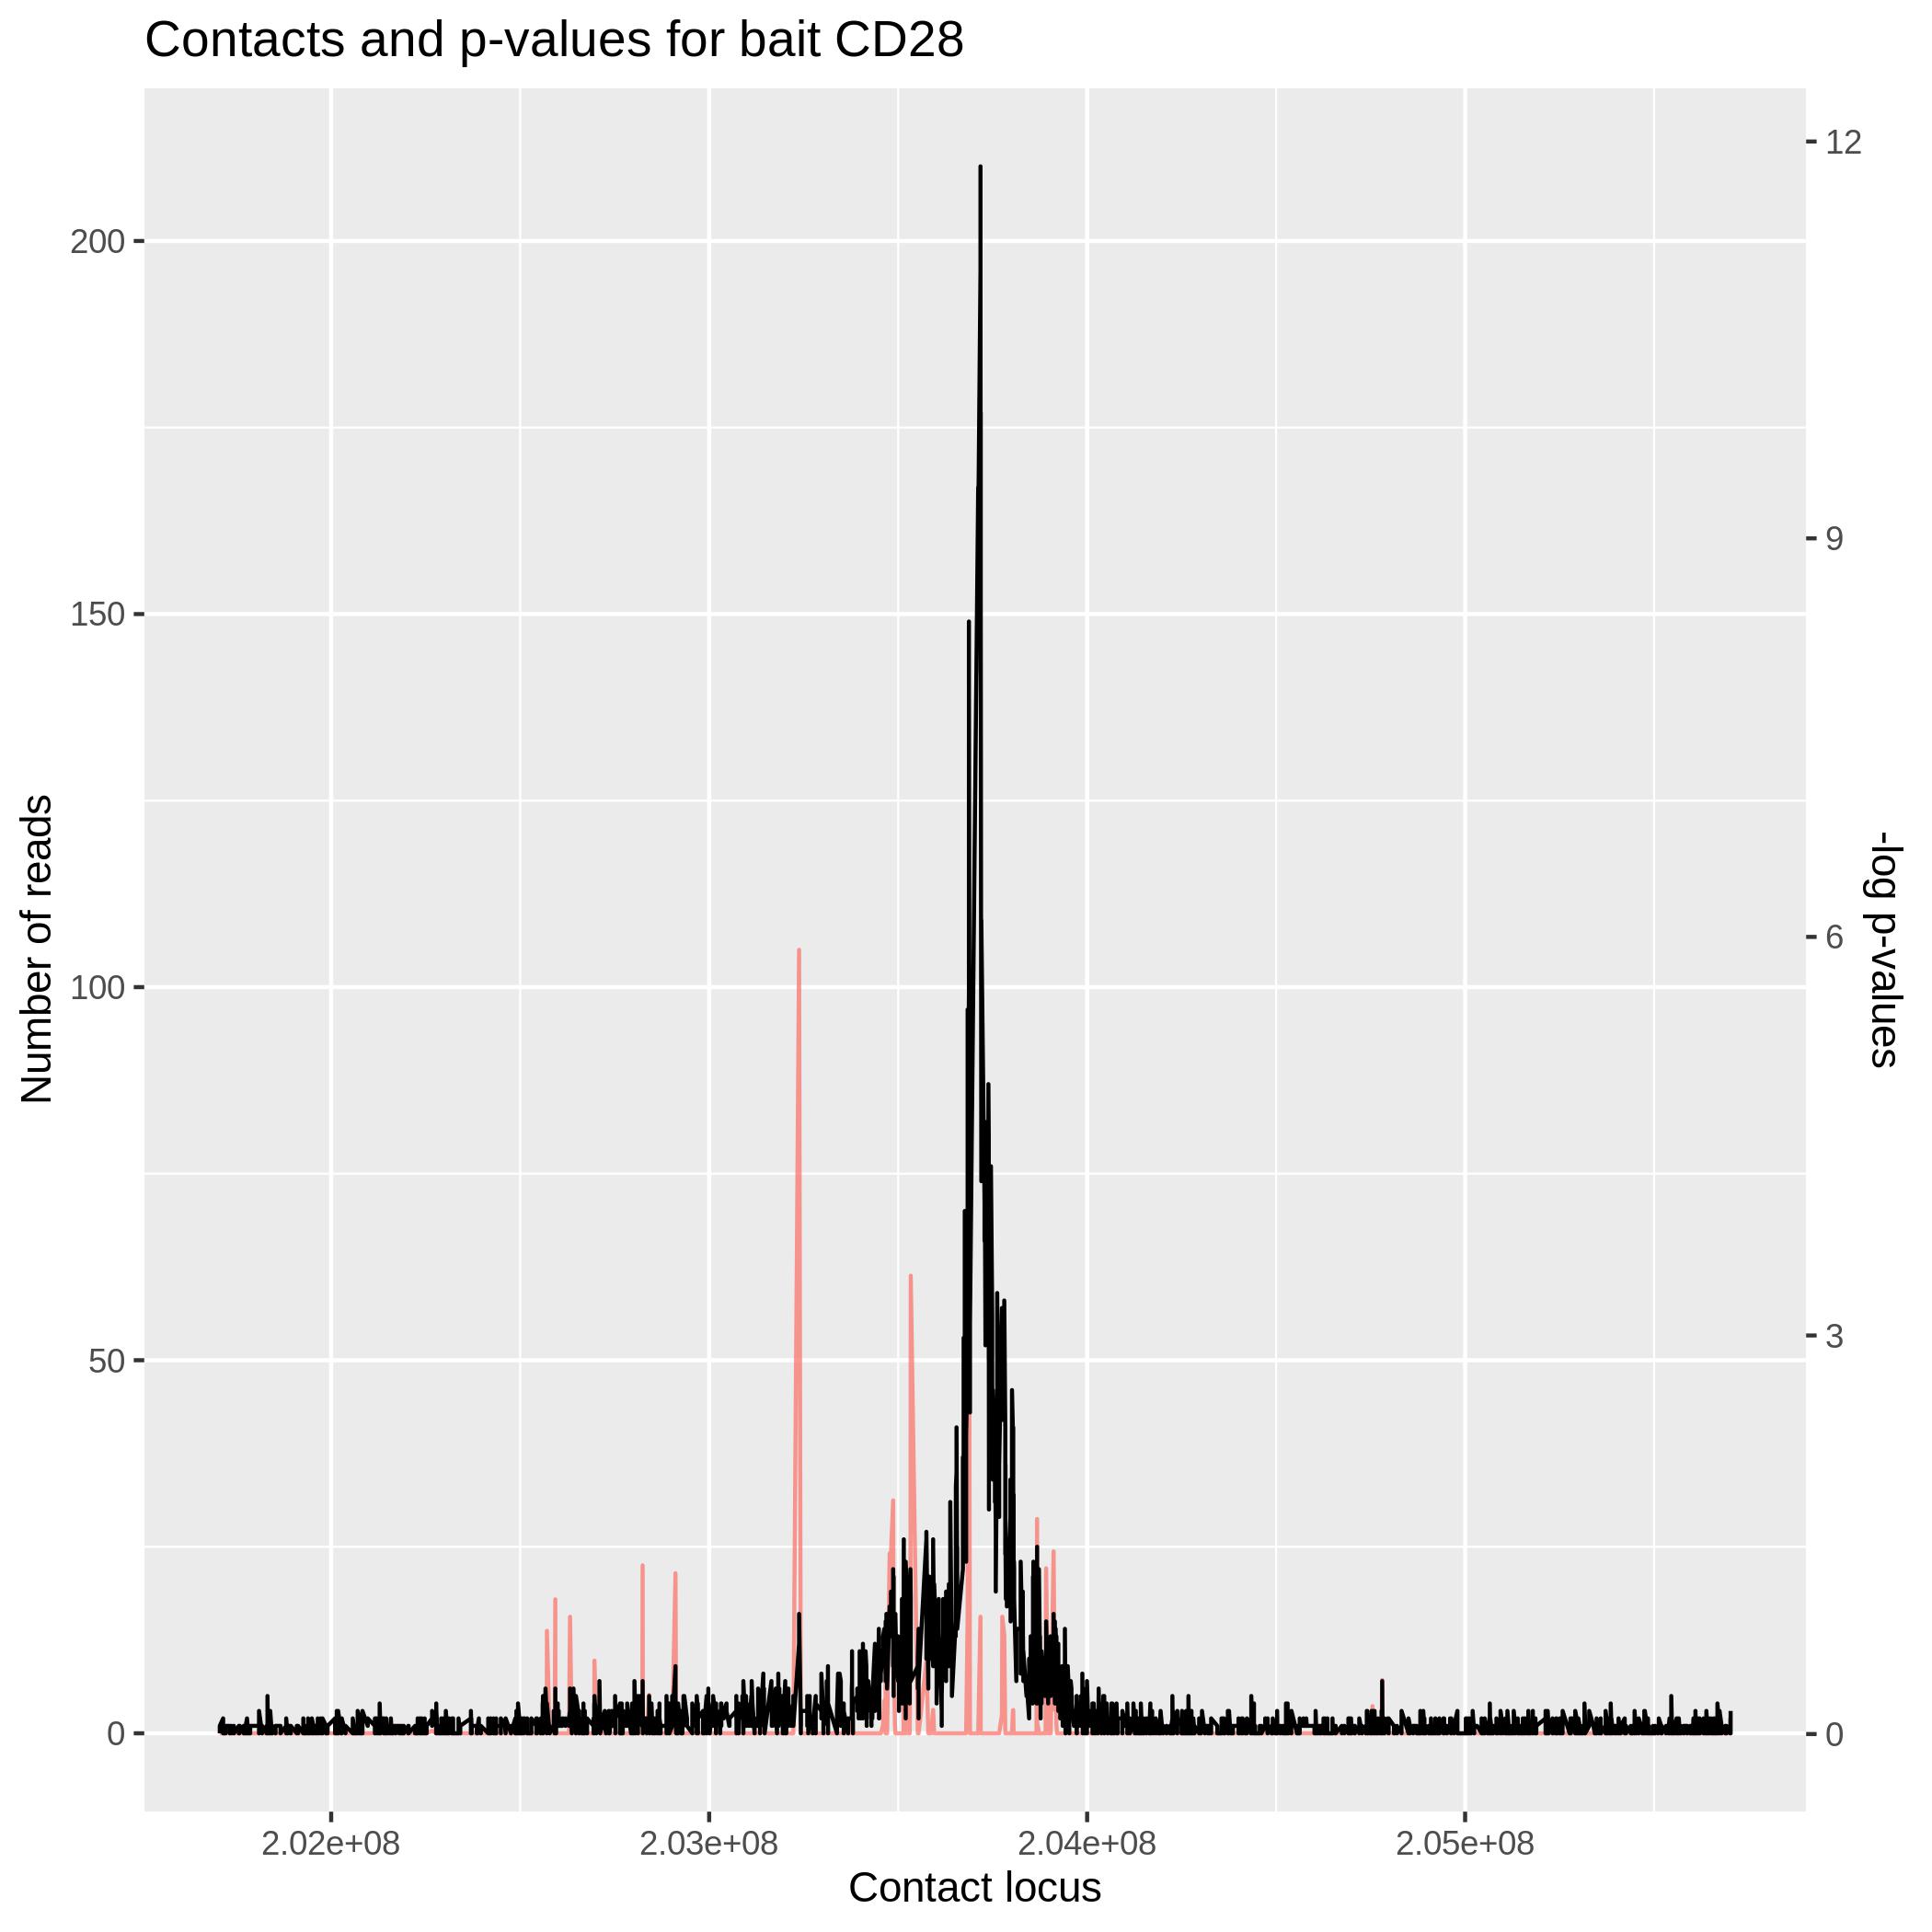 Contacts and p-values for bait CD28
12
200
9
150
Number of reads
-log p-values
6
100
3
50
0
0
2.02e+08
2.03e+08
2.04e+08
2.05e+08
Contact locus